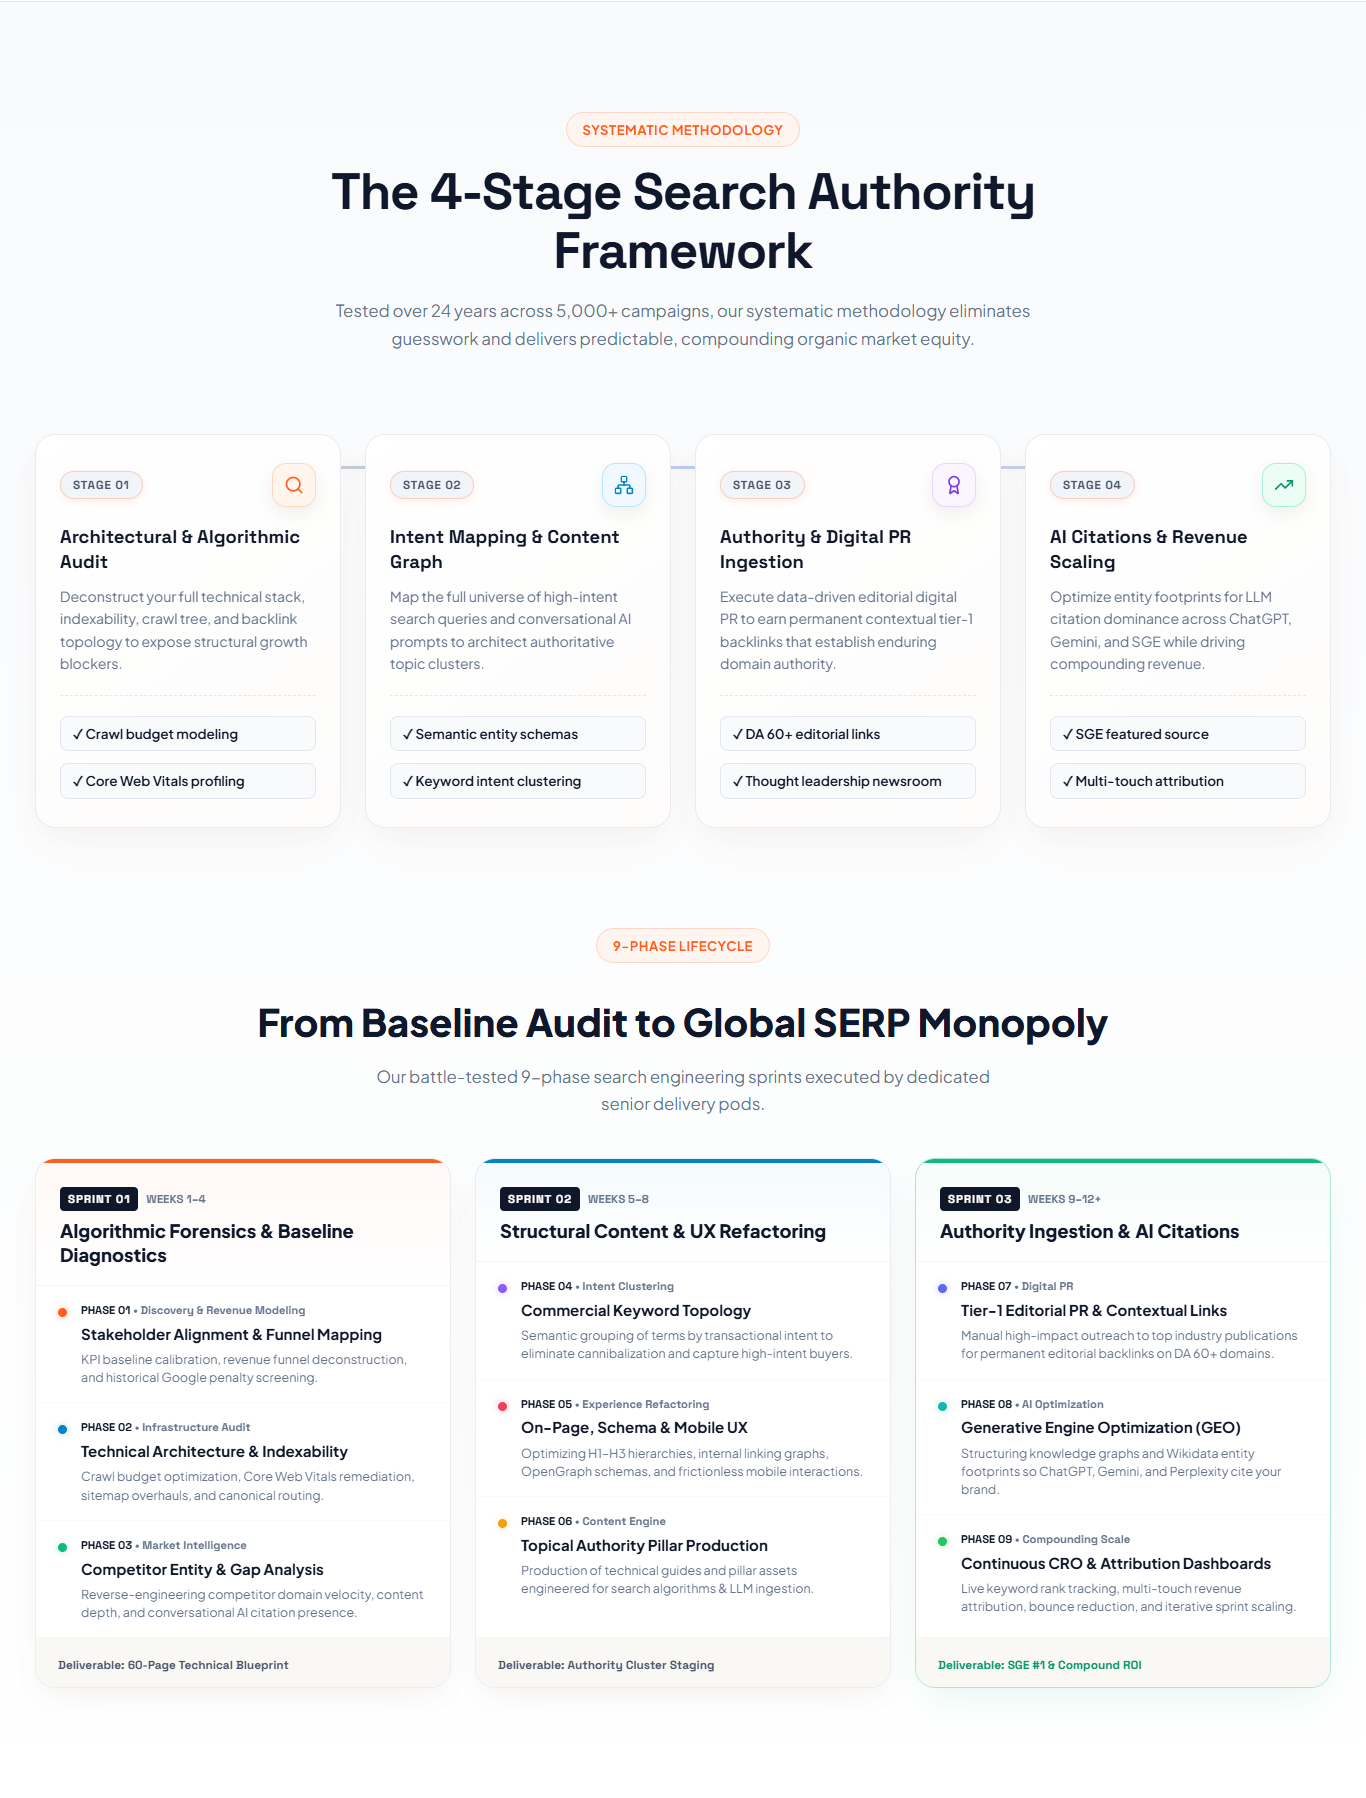 SYSTEMATIC METHODOLOGY
The 4-Stage Search Authority
Framework
Tested over 24 years across 5,000+ campaigns, our systematic methodology eliminates
guesswork and delivers predictable, compounding organic market equity.
STAGE 01
Architectural & Algorithmic
Audit
Deconstruct your full technical stack,
indexability, crawl tree, and backlink
topology to expose structural growth
blockers.
✓ Crawl budget modeling
✓ Core Web Vitals profiling
STAGE 02
Intent Mapping & Content
Graph
Map the full universe of high-intent
search queries and conversational AI
prompts to architect authoritative
topic clusters.
✓ Semantic entity schemas
✓ Keyword intent clustering
STAGE 03
Authority & Digital PR
Ingestion
Execute data-driven editorial digital
PR to earn permanent contextual tier-1
backlinks that establish enduring
domain authority.
✓ DA 60+ editorial links
✓ Thought leadership newsroom
STAGE 04
AI Citations & Revenue
Scaling
Optimize entity footprints for LLM
citation dominance across ChatGPT,
Gemini, and SGE while driving
compounding revenue.
✓ SGE featured source
✓ Multi-touch attribution
9-PHASE LIFECYCLE
From Baseline Audit to Global SERP Monopoly
Our battle-tested 9-phase search engineering sprints executed by dedicated
senior delivery pods.
SPRINT 01 WEEKS 1–4
Algorithmic Forensics & Baseline
Diagnostics
PHASE 01 • Discovery & Revenue Modeling
Stakeholder Alignment & Funnel Mapping
KPI baseline calibration, revenue funnel deconstruction,
and historical Google penalty screening.
PHASE 02 • Infrastructure Audit
Technical Architecture & Indexability
Crawl budget optimization, Core Web Vitals remediation,
sitemap overhauls, and canonical routing.
PHASE 03 • Market Intelligence
Competitor Entity & Gap Analysis
Reverse-engineering competitor domain velocity, content
depth, and conversational AI citation presence.
Deliverable: 60-Page Technical Blueprint
SPRINT 02 WEEKS 5–8
Structural Content & UX Refactoring
PHASE 04 • Intent Clustering
Commercial Keyword Topology
Semantic grouping of terms by transactional intent to
eliminate cannibalization and capture high-intent buyers.
PHASE 05 • Experience Refactoring
On-Page, Schema & Mobile UX
Optimizing H1–H3 hierarchies, internal linking graphs,
OpenGraph schemas, and frictionless mobile interactions.
PHASE 06 • Content Engine
Topical Authority Pillar Production
Production of technical guides and pillar assets
engineered for search algorithms & LLM ingestion.
Deliverable: Authority Cluster Staging
SPRINT 03 WEEKS 9–12+
Authority Ingestion & AI Citations
PHASE 07 • Digital PR
Tier-1 Editorial PR & Contextual Links
Manual high-impact outreach to top industry publications
for permanent editorial backlinks on DA 60+ domains.
PHASE 08 • AI Optimization
Generative Engine Optimization (GEO)
Structuring knowledge graphs and Wikidata entity
footprints so ChatGPT, Gemini, and Perplexity cite your
brand.
PHASE 09 • Compounding Scale
Continuous CRO & Attribution Dashboards
Live keyword rank tracking, multi-touch revenue
attribution, bounce reduction, and iterative sprint scaling.
Deliverable: SGE #1 & Compound ROI